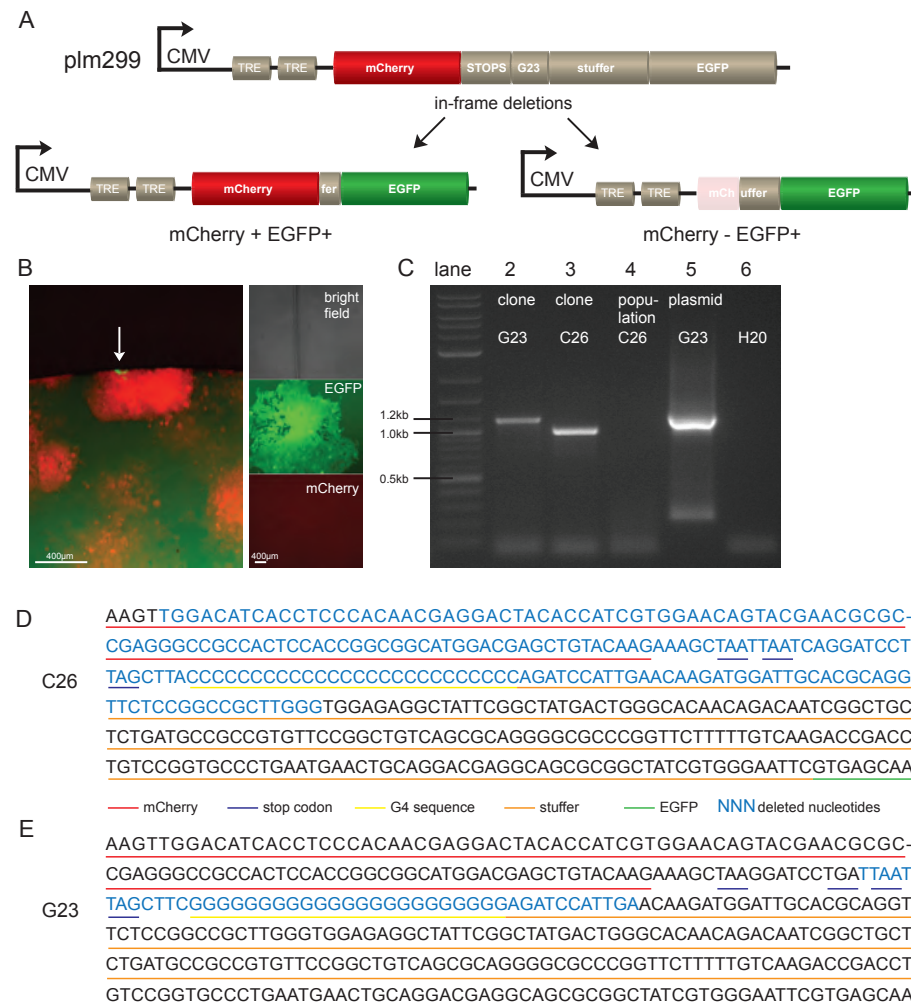 A
plm299
CMV
TRE TRE mCherry STOPS G23 stuffer EGFP
in-frame deletions
CMV
TRE TRE mCherry fer EGFP
mCherry + EGFP+
CMV
TRE TRE mCh uffer EGFP
mCherry - EGFP+
B
400µm
bright
field
EGFP
mCherry
400µm
C
lane 2 3 4 5 6
clone clone popu-
lation plasmid
G23 C26 C26 G23 H20
1.2kb
1.0kb
0.5kb
D
C26
AAGTTGGACATCACCTCCCACAACGAGGACTACACCATCGTGGAACAGTACGAACGCGC-
CGAGGGCCGCCACTCCACCGGCGGCATGGACGAGCTGTACAAGAAAGCTAATTAATCAGGATCCT
TAGCTTACCCCCCCCCCCCCCCCCCCCCCCCCCAGATCCATTGAACAAGATGGATTGCACGCAGG
TTCTCCGGCCGCTTGGGTGGAGAGGCTATTCGGCTATGACTGGGCACAACAGACAATCGGCTGC
TCTGATGCCGCCGTGTTCCGGCTGTCAGCGCAGGGGCGCCCGGTTCTTTTTGTCAAGACCGACC
TGTCCGGTGCCCTGAATGAACTGCAGGACGAGGCAGCGCGGCTATCGTGGGAATTCGTGAGCAA
mCherry stop codon G4 sequence stuffer EGFP NNN deleted nucleotides
E
G23
AAGTTGGACATCACCTCCCACAACGAGGACTACACCATCGTGGAACAGTACGAACGCGC-
CGAGGGCCGCCACTCCACCGGCGGCATGGACGAGCTGTACAAGAAAGCTAAGGATCCTGATTAAT
TAGCTTCGGGGGGGGGGGGGGGGGGGGGGGAGATCCATTGAACAAGATGGATTGCACGCAGGT
TCTCCGGCCGCTTGGGTGGAGAGGCTATTCGGCTATGACTGGGCACAACAGACAATCGGCTGCT
CTGATGCCGCCGTGTTCCGGCTGTCAGCGCAGGGGCGCCCGGTTCTTTTTGTCAAGACCGACCT
GTCCGGTGCCCTGAATGAACTGCAGGACGAGGCAGCGCGGCTATCGTGGGAATTCGTGAGCAA